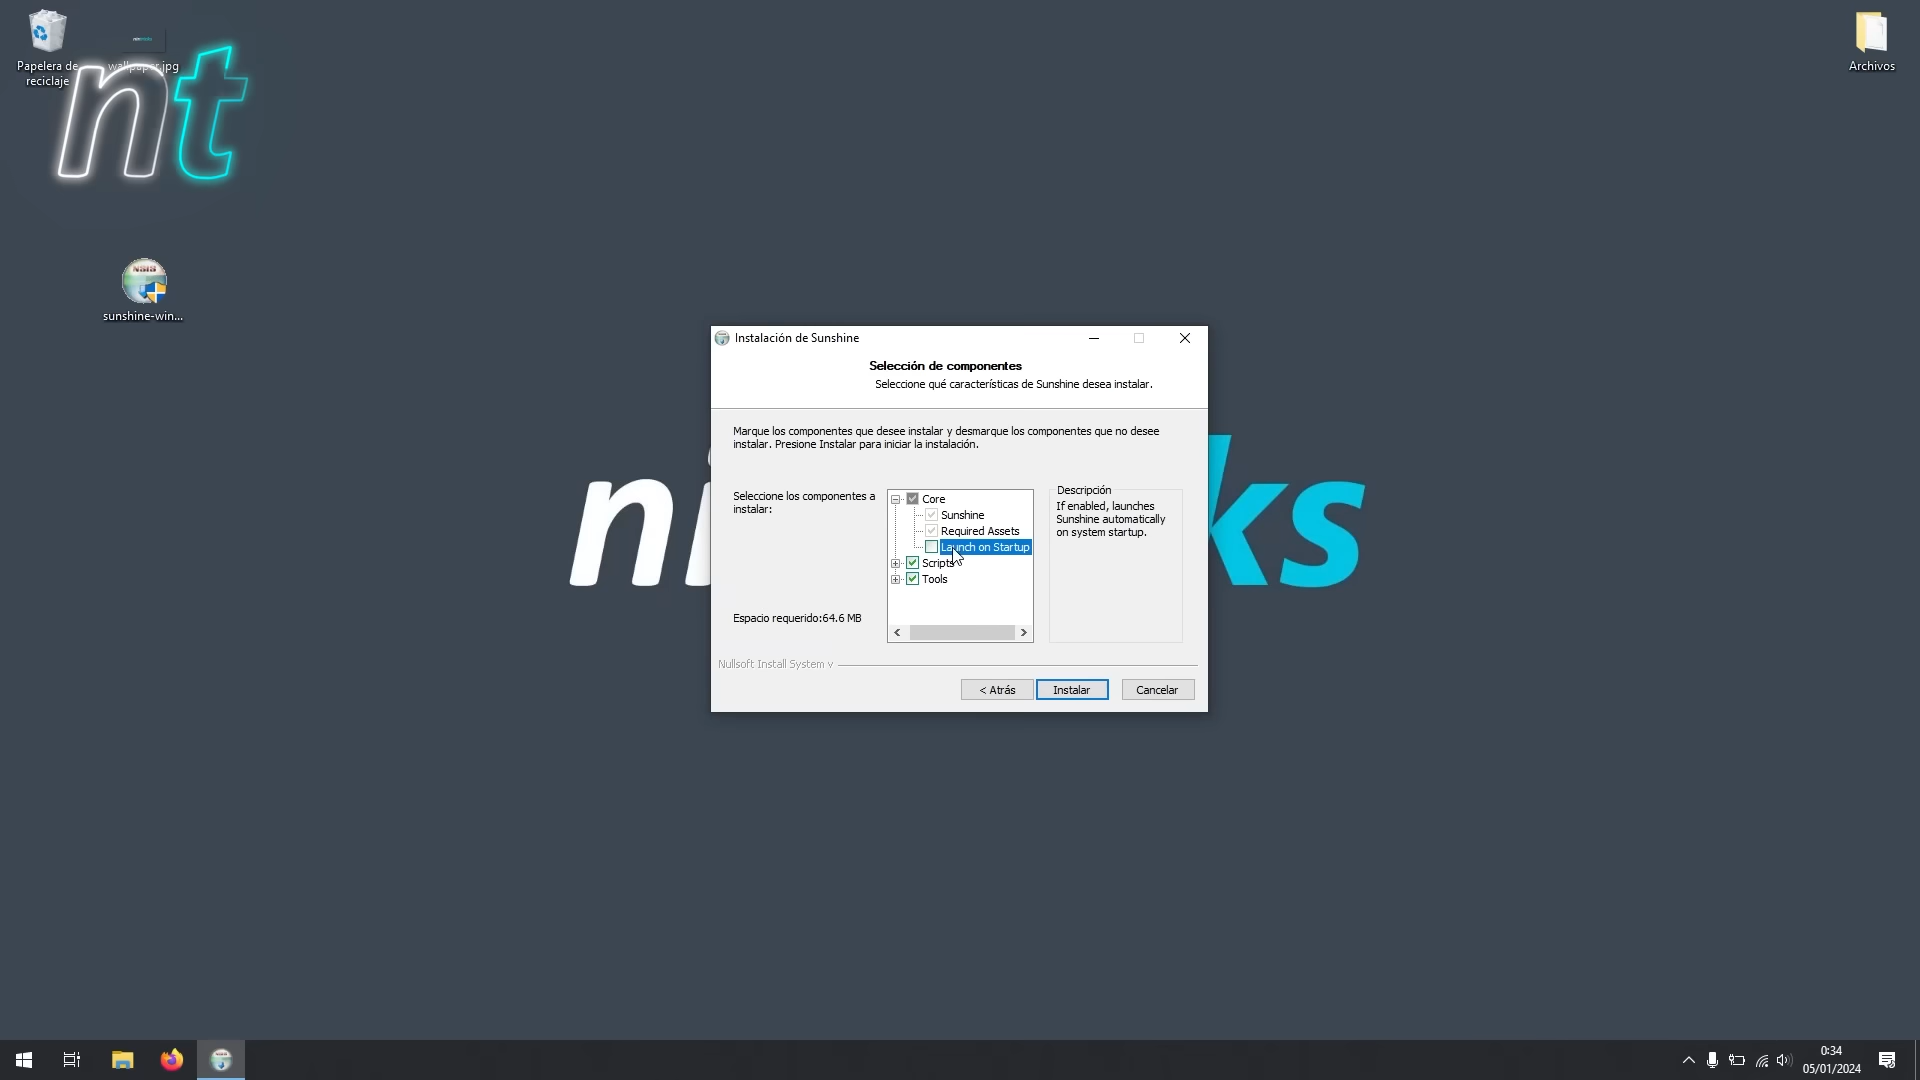 Papelera de
reciclaje
wallpaper.jpg
nt
Archivos
NSIS
sunshine-win...
Instalación de Sunshine
Selección de componentes
Seleccione qué características de Sunshine desea instalar.
Marque los componentes que desee instalar y desmarque los componentes que no desee
instalar. Presione Instalar para iniciar la instalación.
Seleccione los componentes a
instalar:
Core
Sunshine
Required Assets
Launch on Startup
Scripts
Tools
Descripción
If enabled, launches
Sunshine automatically
on system startup.
Espacio requerido:64.6 MB
Nullsoft Install System v
< Atrás
Instalar
Cancelar
ks
0:34
05/01/2024